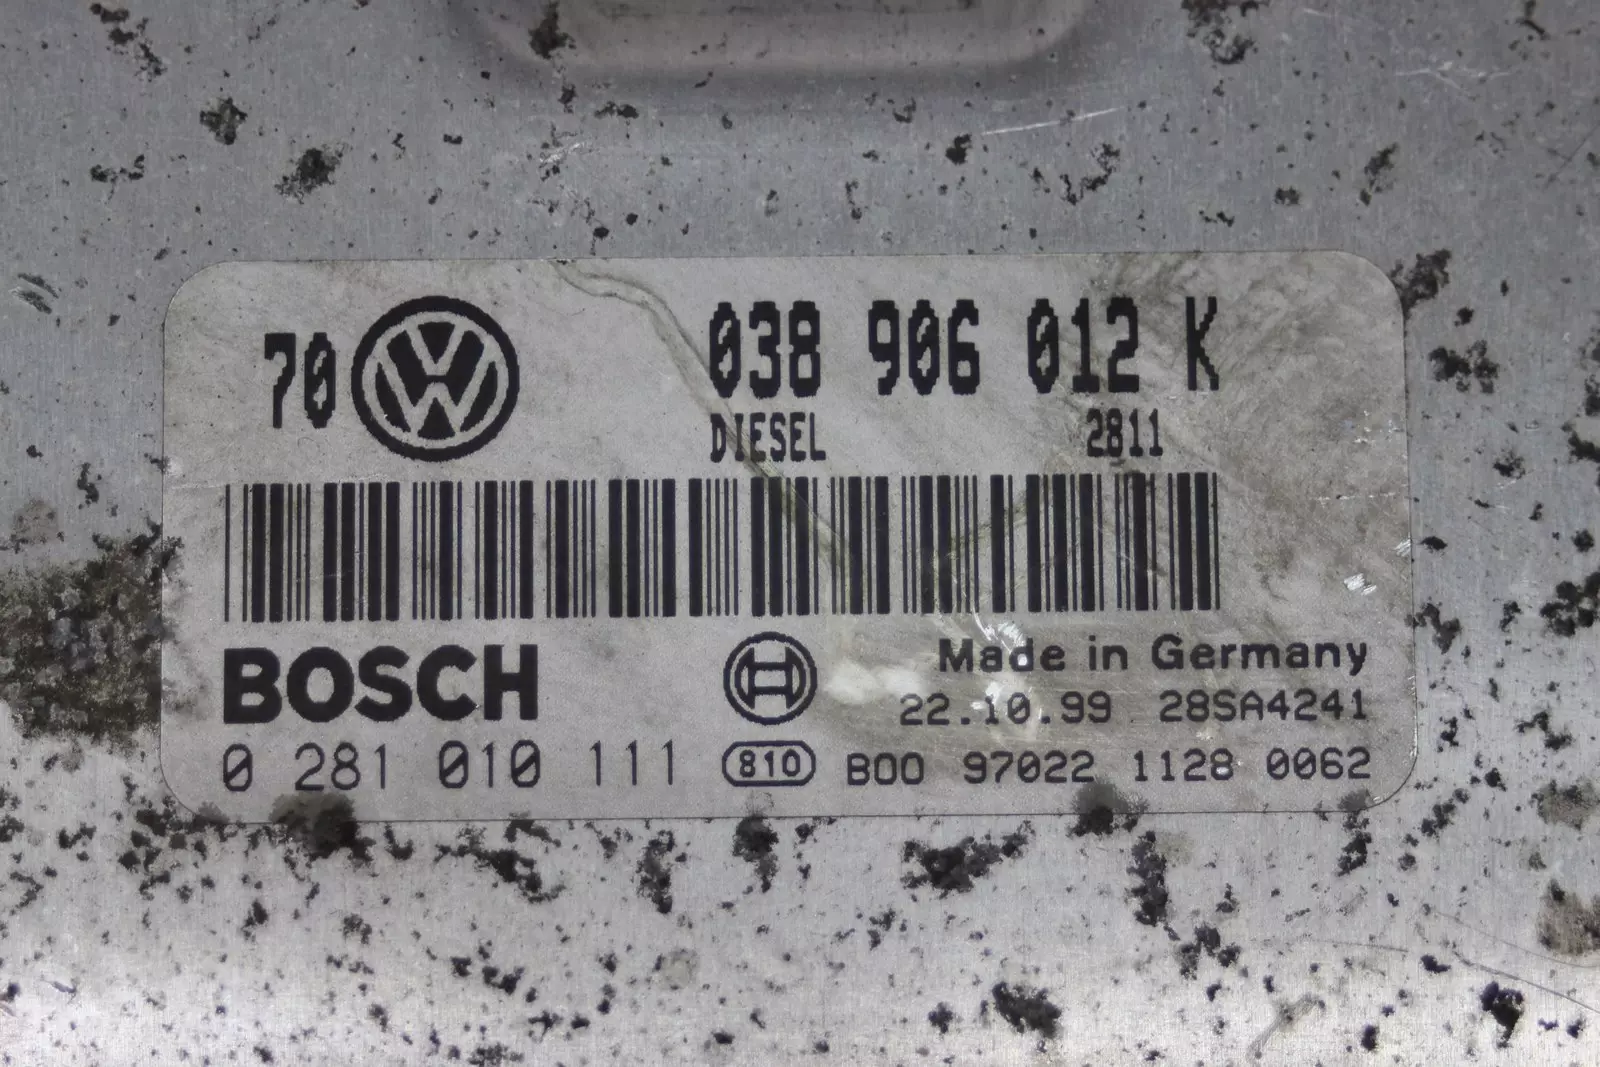 70 VW 038 906 012 K
DIESEL 2811
BOSCH
Made in Germany
22.10.99 28SA4241
0 281 010 111 810 B00 97022 1128 0062